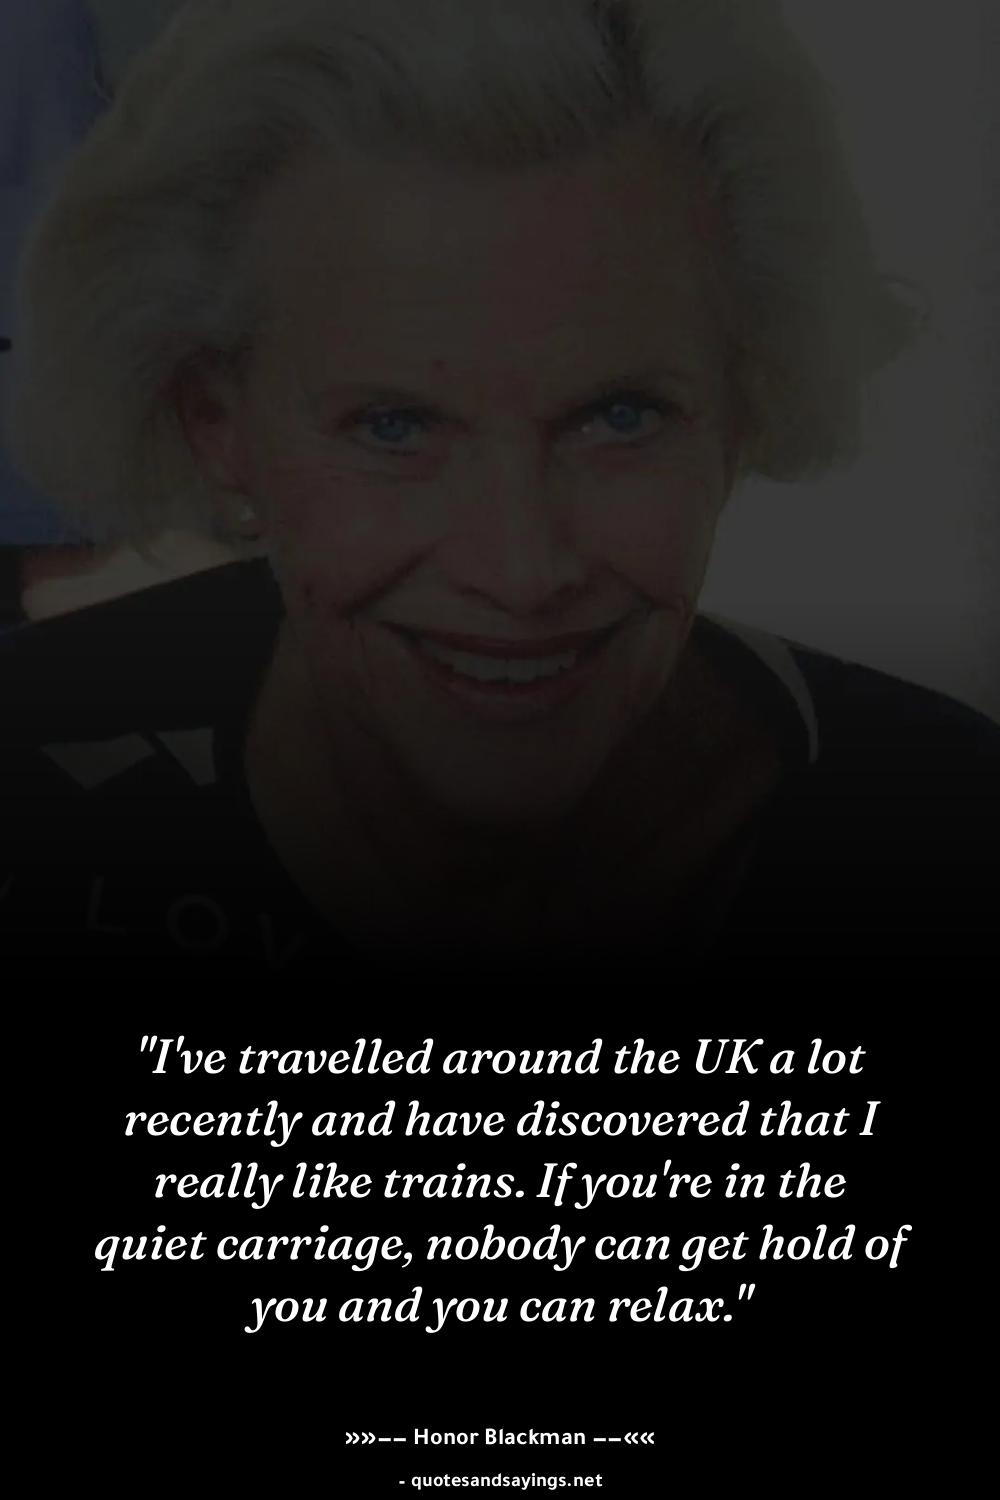 LOV
"I've travelled around the UK a lot
recently and have discovered that I
really like trains. If you're in the
quiet carriage, nobody can get hold of
you and you can relax."
»»−− Honor Blackman −−««
- quotesandsayings.net